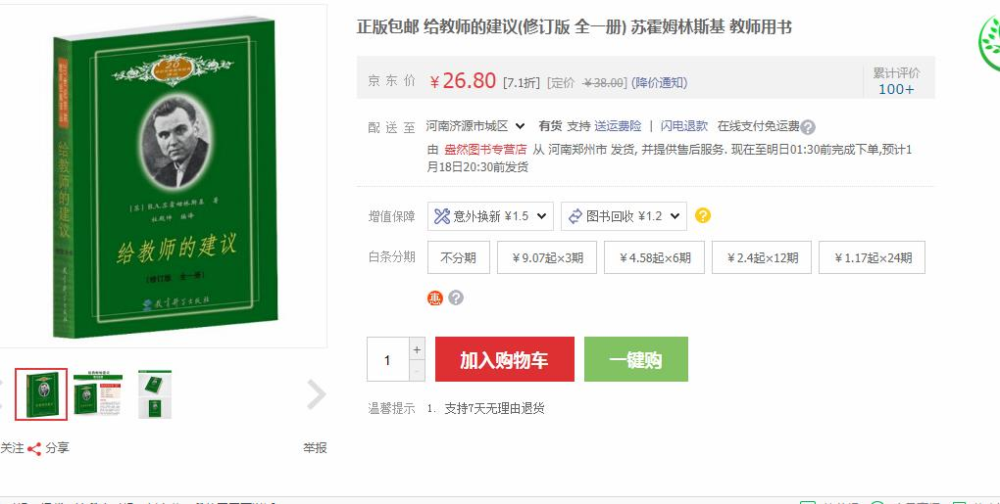 正版包邮 给教师的建议(修订版 全一册) 苏霍姆林斯基 教师用书
京东价 ￥26.80 [7.1折] [定价 ￥38.00] (降价通知)
累计评价
100+
配送至 河南济源市城区 有货 支持 送运费险 | 闪电退款 在线支付免运费
由 盎然图书专营店 从 河南郑州市 发货, 并提供售后服务. 现在至明日01:30前完成下单,预计1
月18日20:30前发货
增值保障 意外换新 ¥1.5 图书回收 ¥1.2
白条分期 不分期 ￥9.07起×3期 ￥4.58起×6期 ￥2.4起×12期 ￥1.17起×24期
惠
1 + - 加入购物车 一键购
温馨提示 1. 支持7天无理由退货
给教师的建议
[苏] B.A.苏霍姆林斯基 著
杜殿坤 编译
给教师的建议
(修订版 全一册)
教育科学出版社
关注 分享 举报